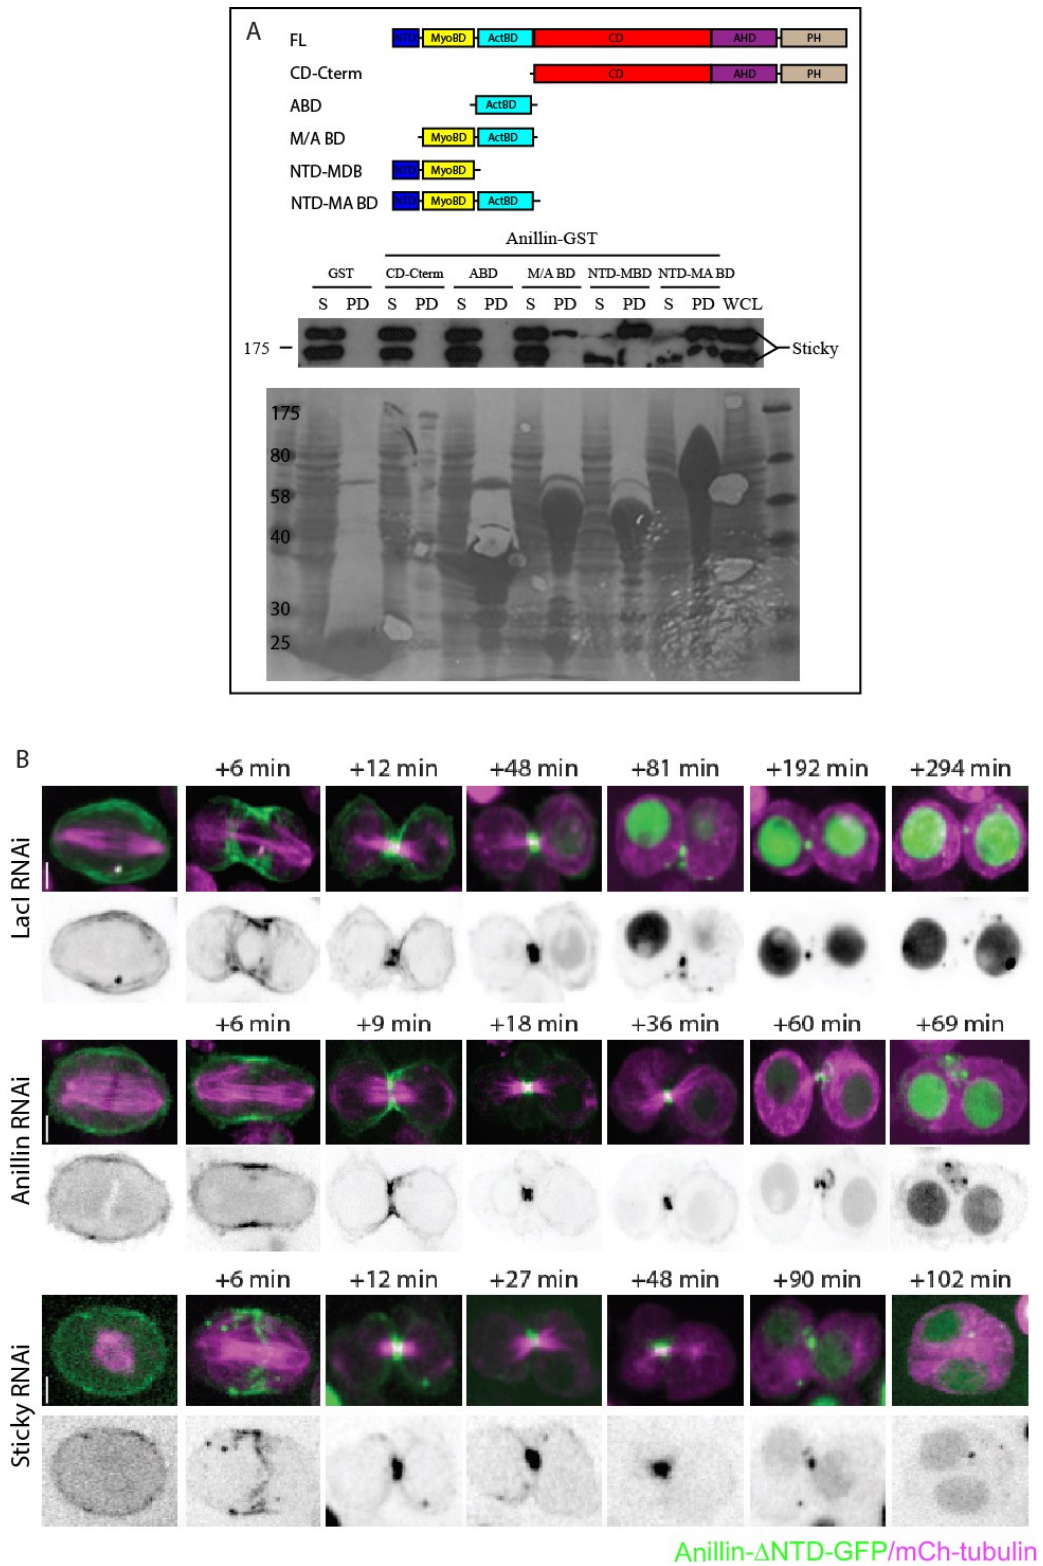 A
FL NTD MyoBD ActBD CD AHD PH
CD-Cterm CD AHD PH
ABD ActBD
M/A BD MyoBD ActBD
NTD-MDB NTD MyoBD
NTD-MA BD NTD MyoBD ActBD
Anillin-GST
GST CD-Cterm ABD M/A BD NTD-MBD NTD-MA BD
S PD S PD S PD S PD S PD S PD WCL
175 Sticky
175
80
58
40
30
25
B
+6 min +12 min +48 min +81 min +192 min +294 min
LacI RNAi
+6 min +9 min +18 min +36 min +60 min +69 min
Anillin RNAi
+6 min +12 min +27 min +48 min +90 min +102 min
Sticky RNAi
Anillin-ΔNTD-GFP/mCh-tubulin